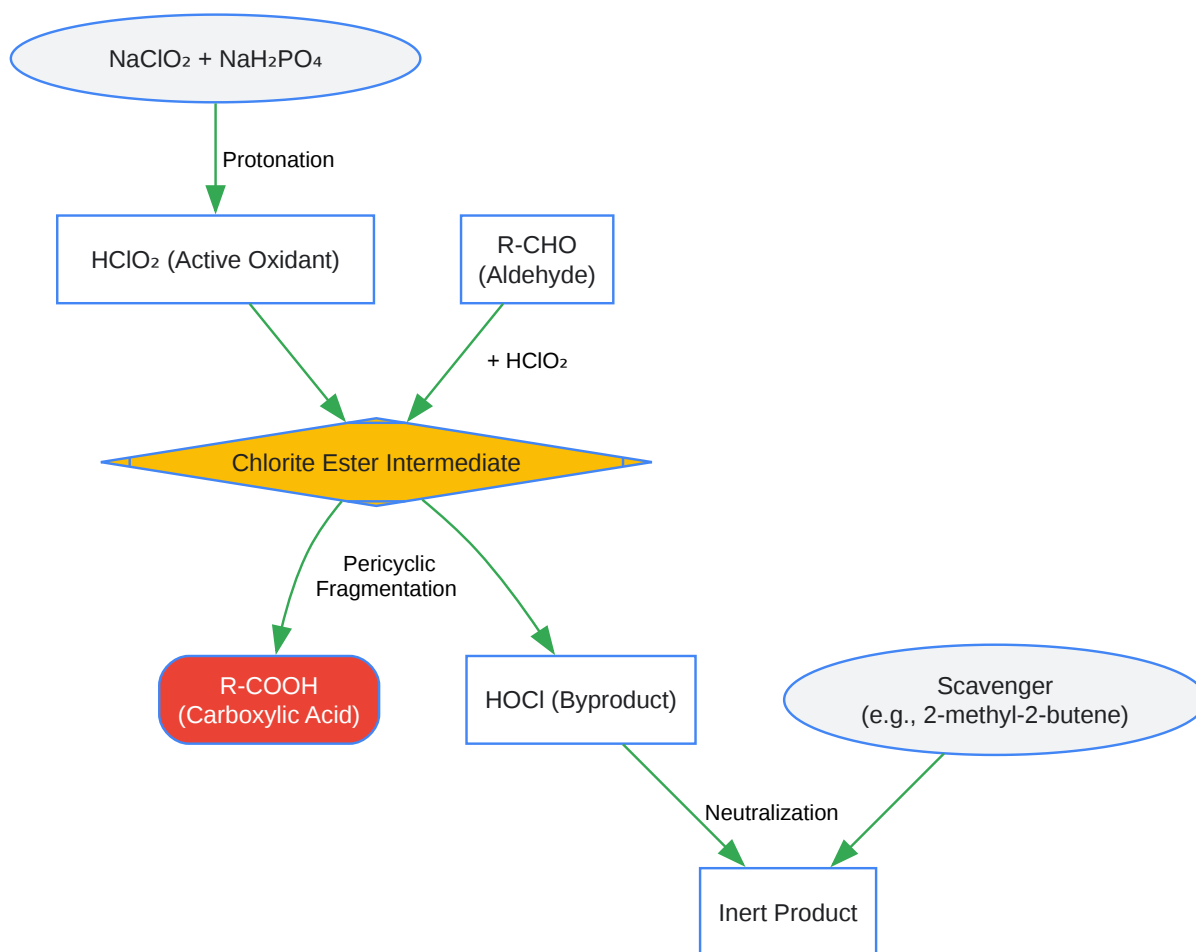 NaClO₂ + NaH₂PO₄
Protonation
HClO₂ (Active Oxidant)
R-CHO
(Aldehyde)
+ HClO₂
Chlorite Ester Intermediate
Pericyclic
Fragmentation
R-COOH
(Carboxylic Acid)
HOCl (Byproduct)
Scavenger
(e.g., 2-methyl-2-butene)
Neutralization
Inert Product